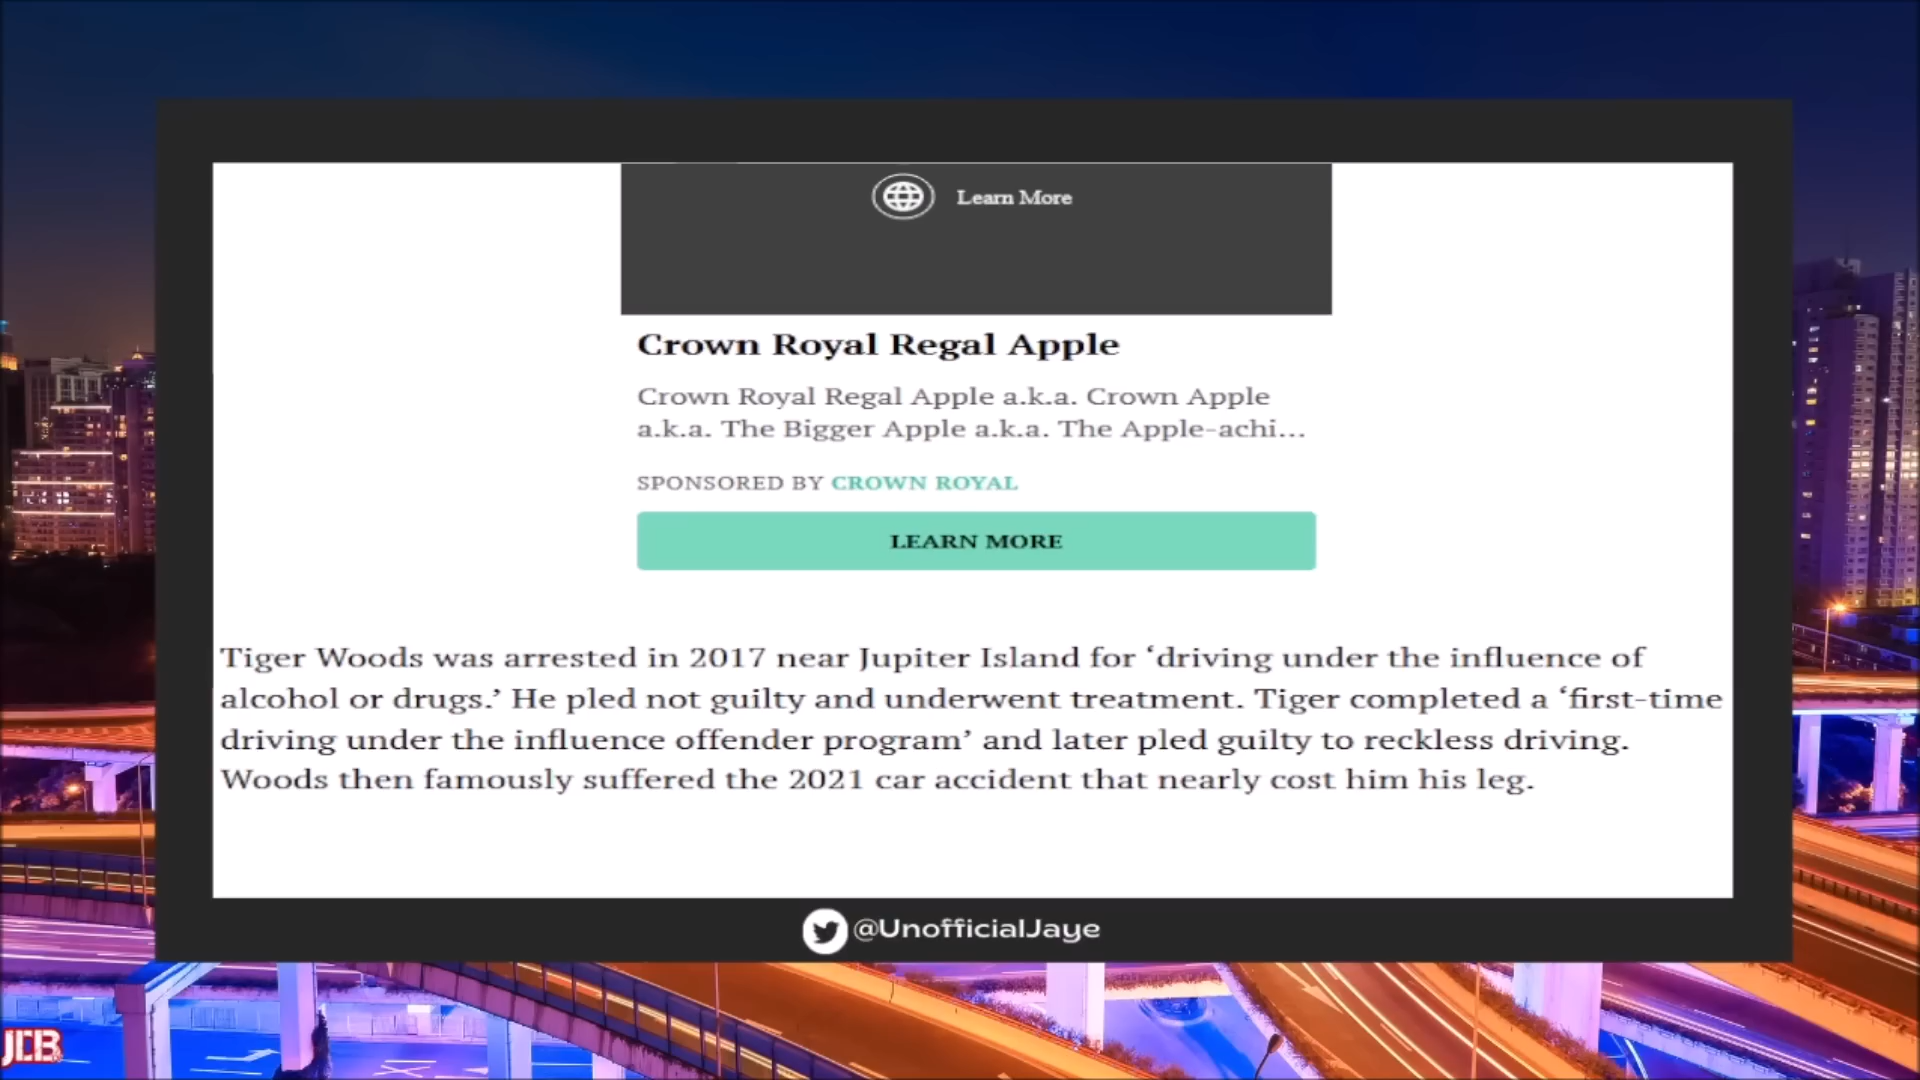 Learn More
Crown Royal Regal Apple
Crown Royal Regal Apple a.k.a. Crown Apple
a.k.a. The Bigger Apple a.k.a. The Apple-achi...
SPONSORED BY CROWN ROYAL
LEARN MORE
Tiger Woods was arrested in 2017 near Jupiter Island for ‘driving under the influence of
alcohol or drugs.’ He pled not guilty and underwent treatment. Tiger completed a ‘first-time
driving under the influence offender program’ and later pled guilty to reckless driving.
Woods then famously suffered the 2021 car accident that nearly cost him his leg.
@UnofficialJaye
JCB